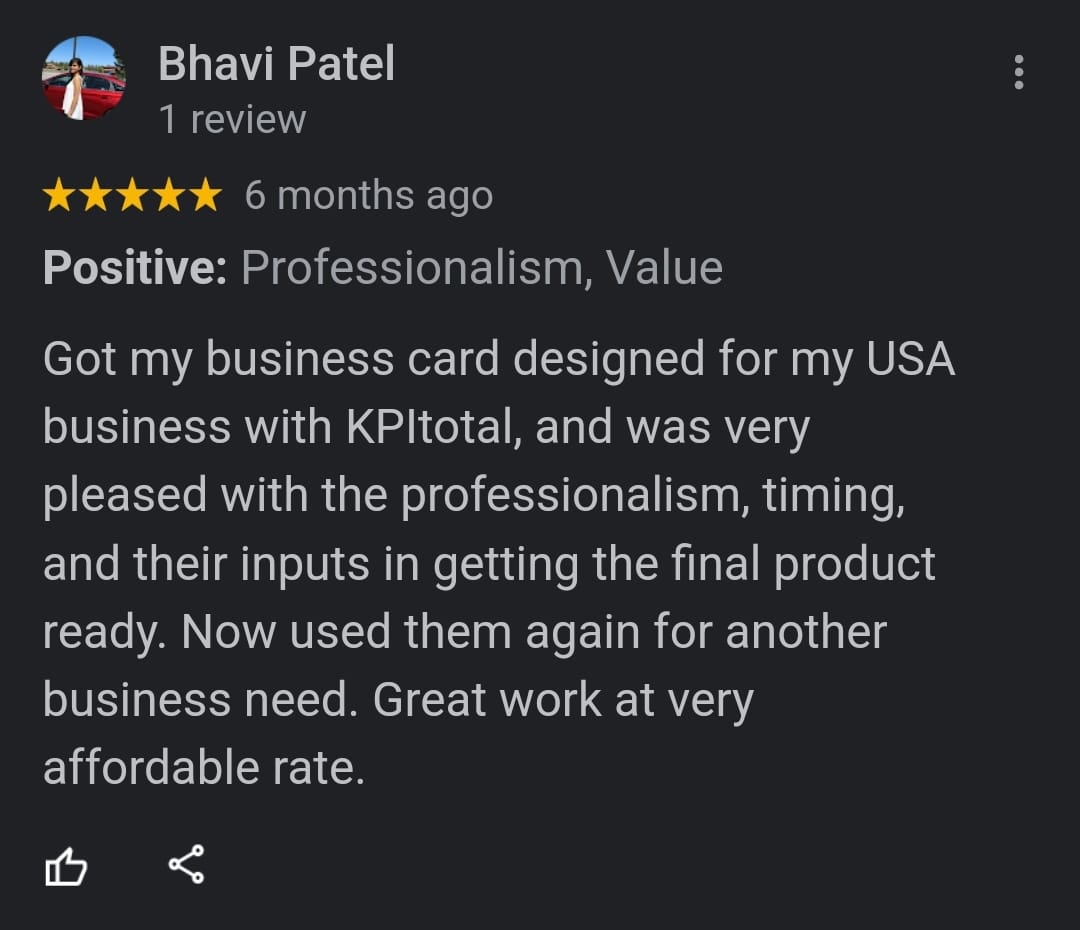 Bhavi Patel
1 review
6 months ago
Positive: Professionalism, Value
Got my business card designed for my USA
business with KPItotal, and was very
pleased with the professionalism, timing,
and their inputs in getting the final product
ready. Now used them again for another
business need. Great work at very
affordable rate.